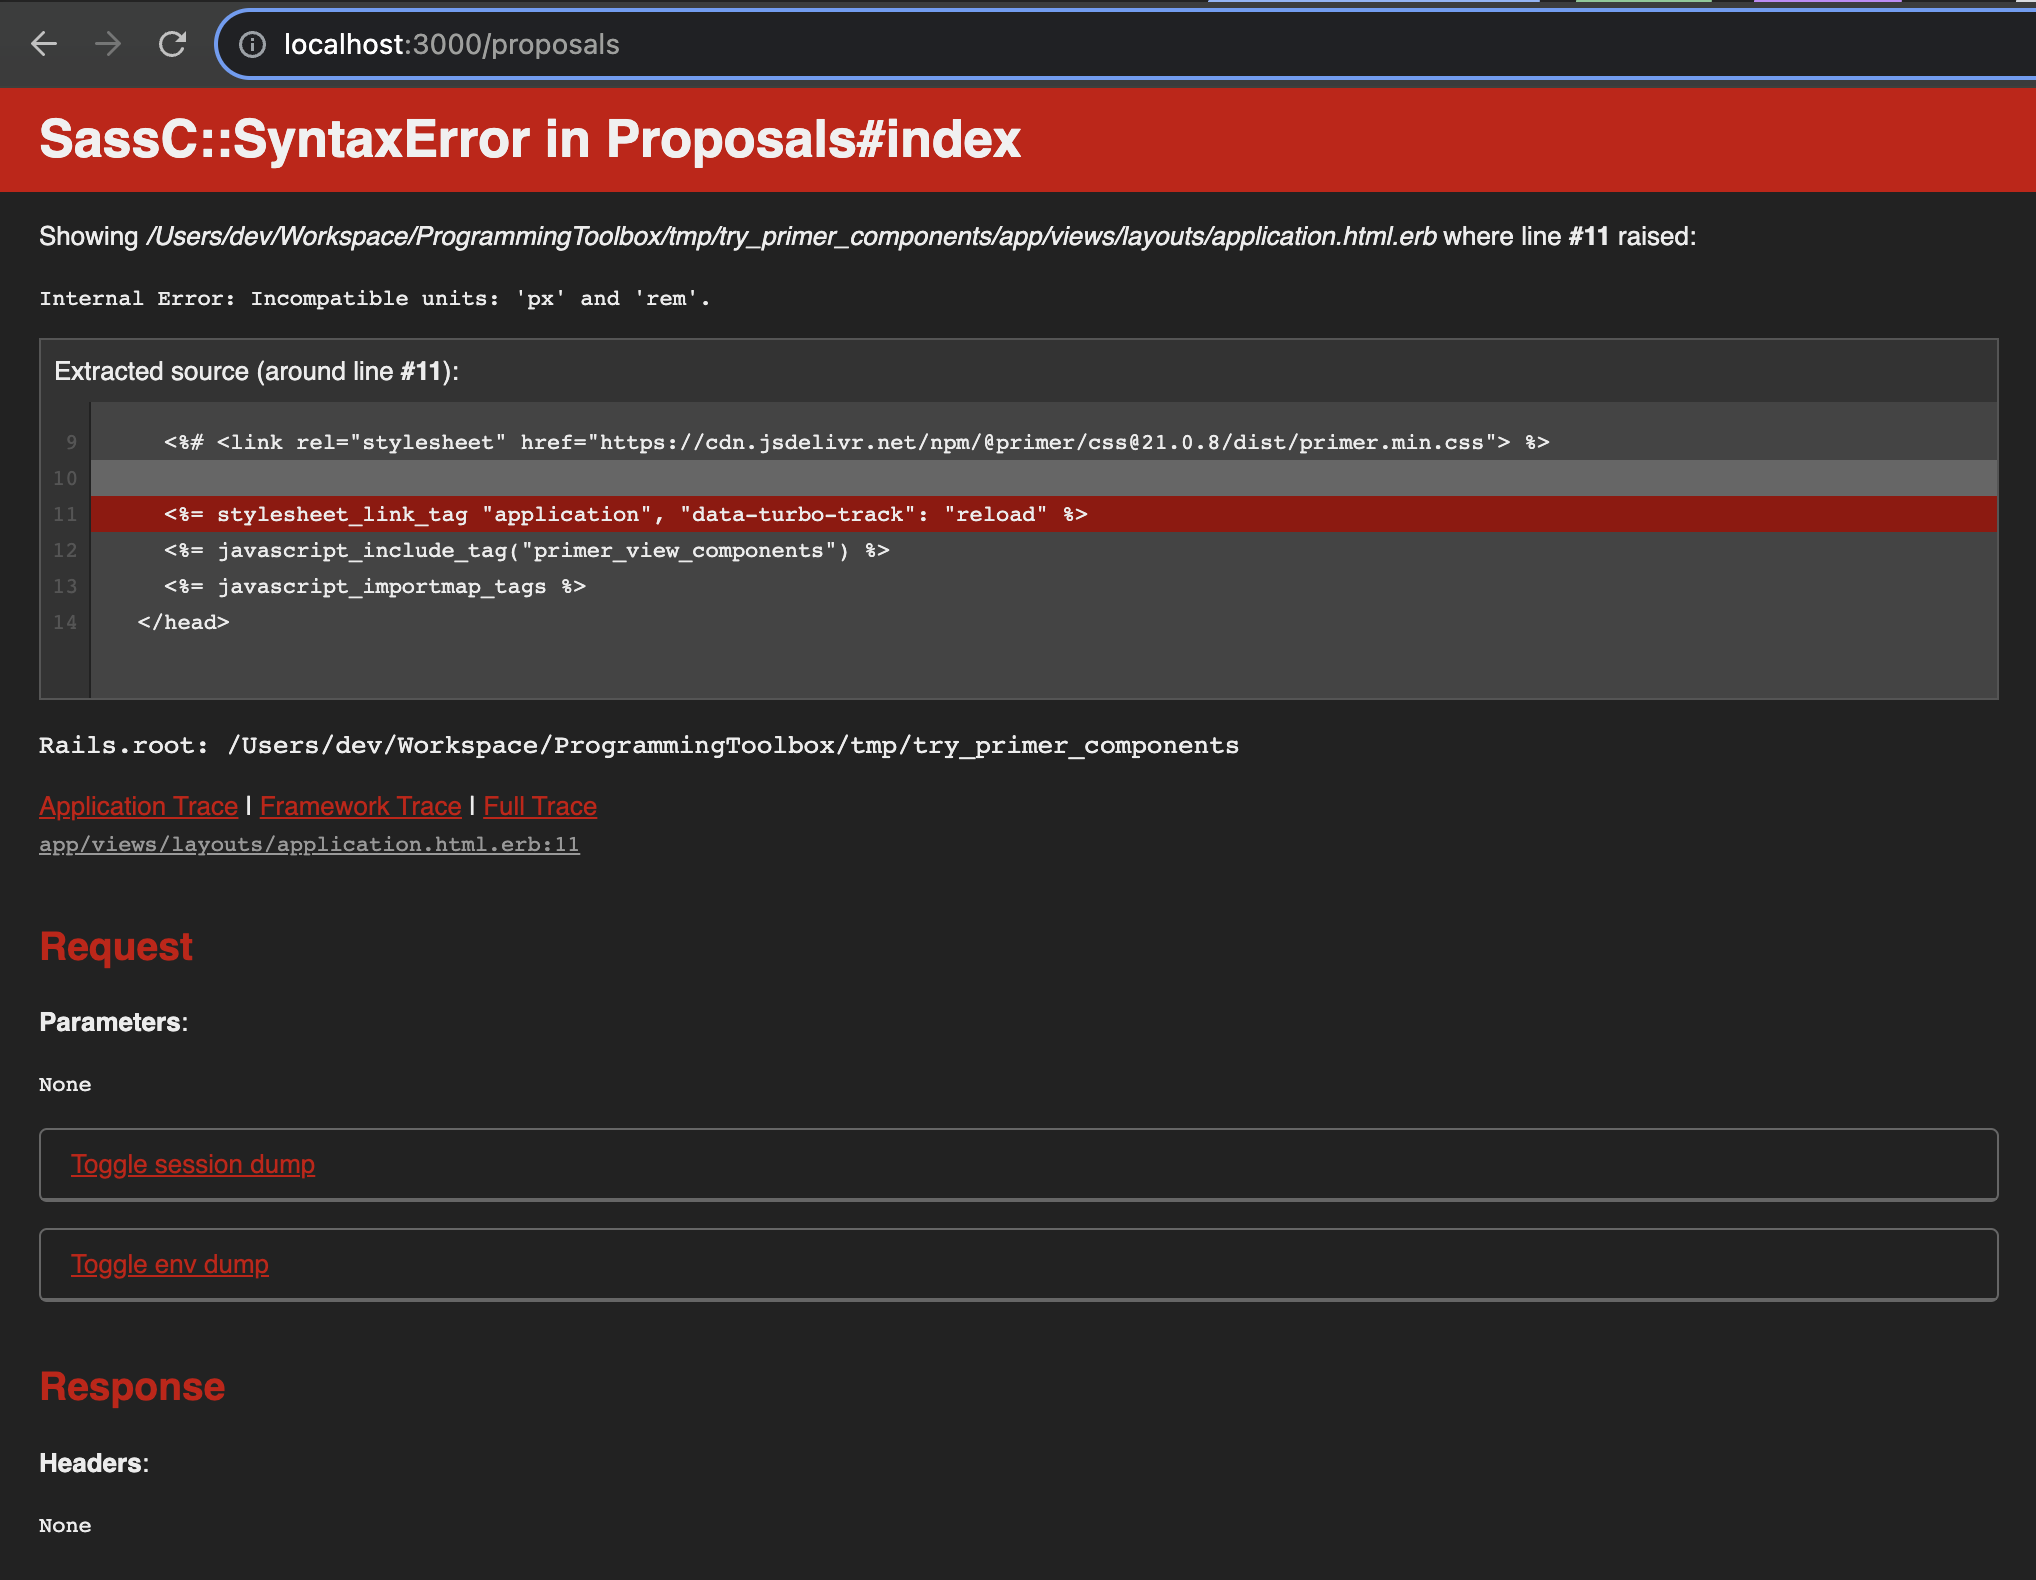 localhost:3000/proposals
SassC::SyntaxError in Proposals#index
Showing /Users/dev/Workspace/ProgrammingToolbox/tmp/try_primer_components/app/views/layouts/application.html.erb where line #11 raised:
Internal Error: Incompatible units: 'px' and 'rem'.
Extracted source (around line #11):
9 <%# <link rel="stylesheet" href="https://cdn.jsdelivr.net/npm/@primer/css@21.0.8/dist/primer.min.css"> %>
10
11 <%= stylesheet_link_tag "application", "data-turbo-track": "reload" %>
12 <%= javascript_include_tag("primer_view_components") %>
13 <%= javascript_importmap_tags %>
14 </head>
Rails.root: /Users/dev/Workspace/ProgrammingToolbox/tmp/try_primer_components
Application Trace | Framework Trace | Full Trace
app/views/layouts/application.html.erb:11
Request
Parameters:
None
Toggle session dump
Toggle env dump
Response
Headers:
None